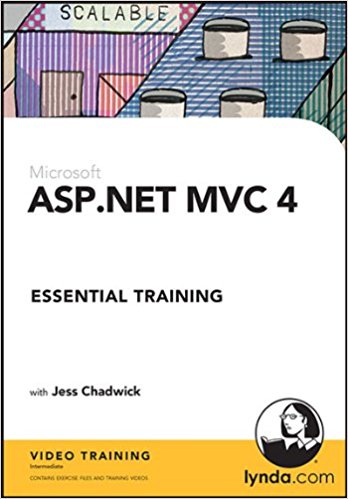 SCALABLE
Microsoft
ASP.NET MVC 4
ESSENTIAL TRAINING
with Jess Chadwick
VIDEO TRAINING
Intermediate
CONTAINS EXERCISE FILES AND TRAINING VIDEOS
lynda.com